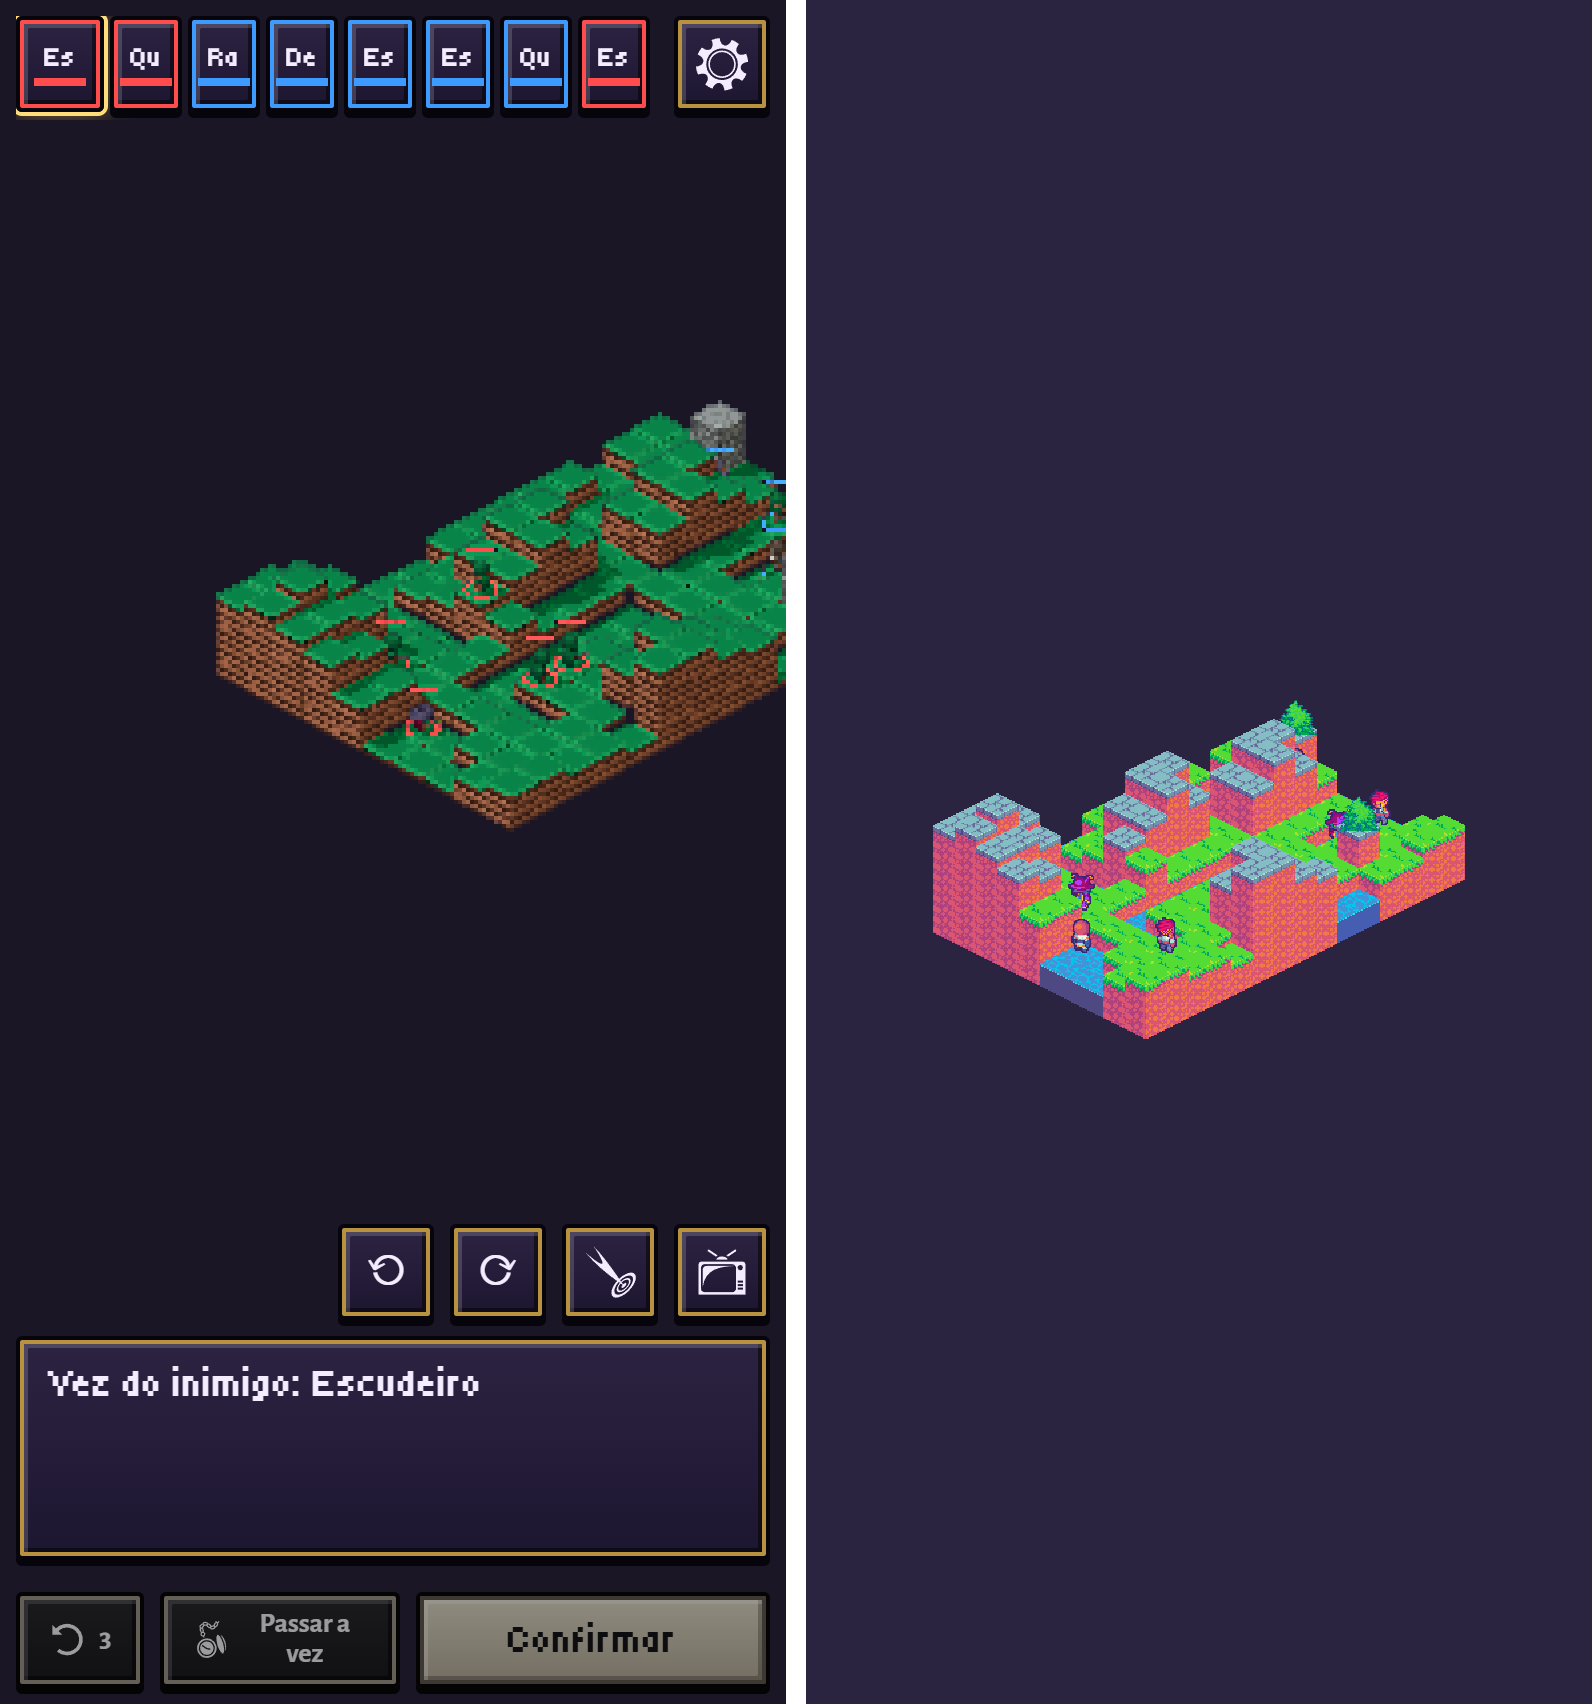 Es Qu Ra De Es Es Qu Es
Vez do inimigo: Escudeiro
3
Passar a
vez
Confirmar